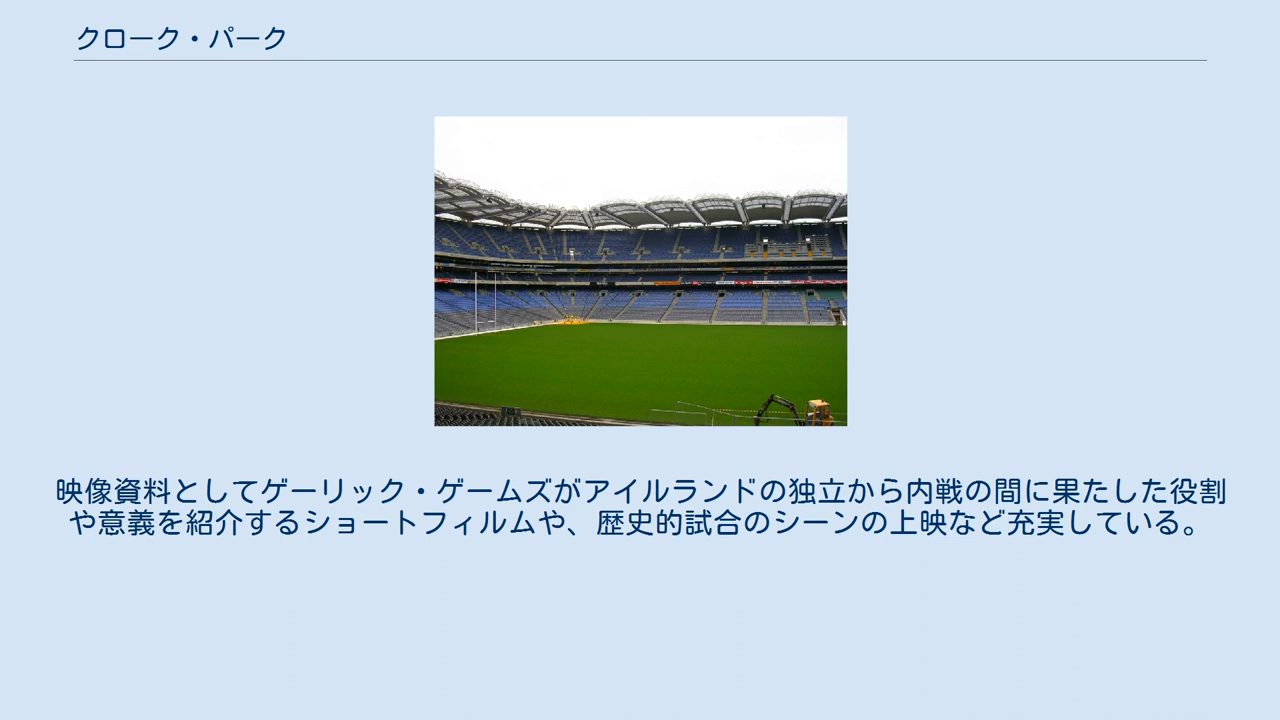 クローク・パーク
映像資料としてゲーリック・ゲームズがアイルランドの独立から内戦の間に果たした役割
や意義を紹介するショートフィルムや、歴史的試合のシーンの上映など充実している。